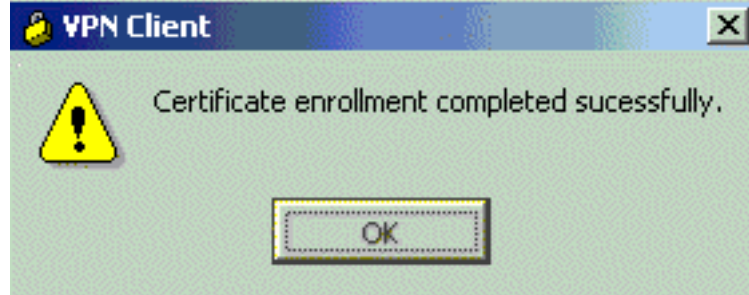 VPN Client
Certificate enrollment completed sucessfully.
OK